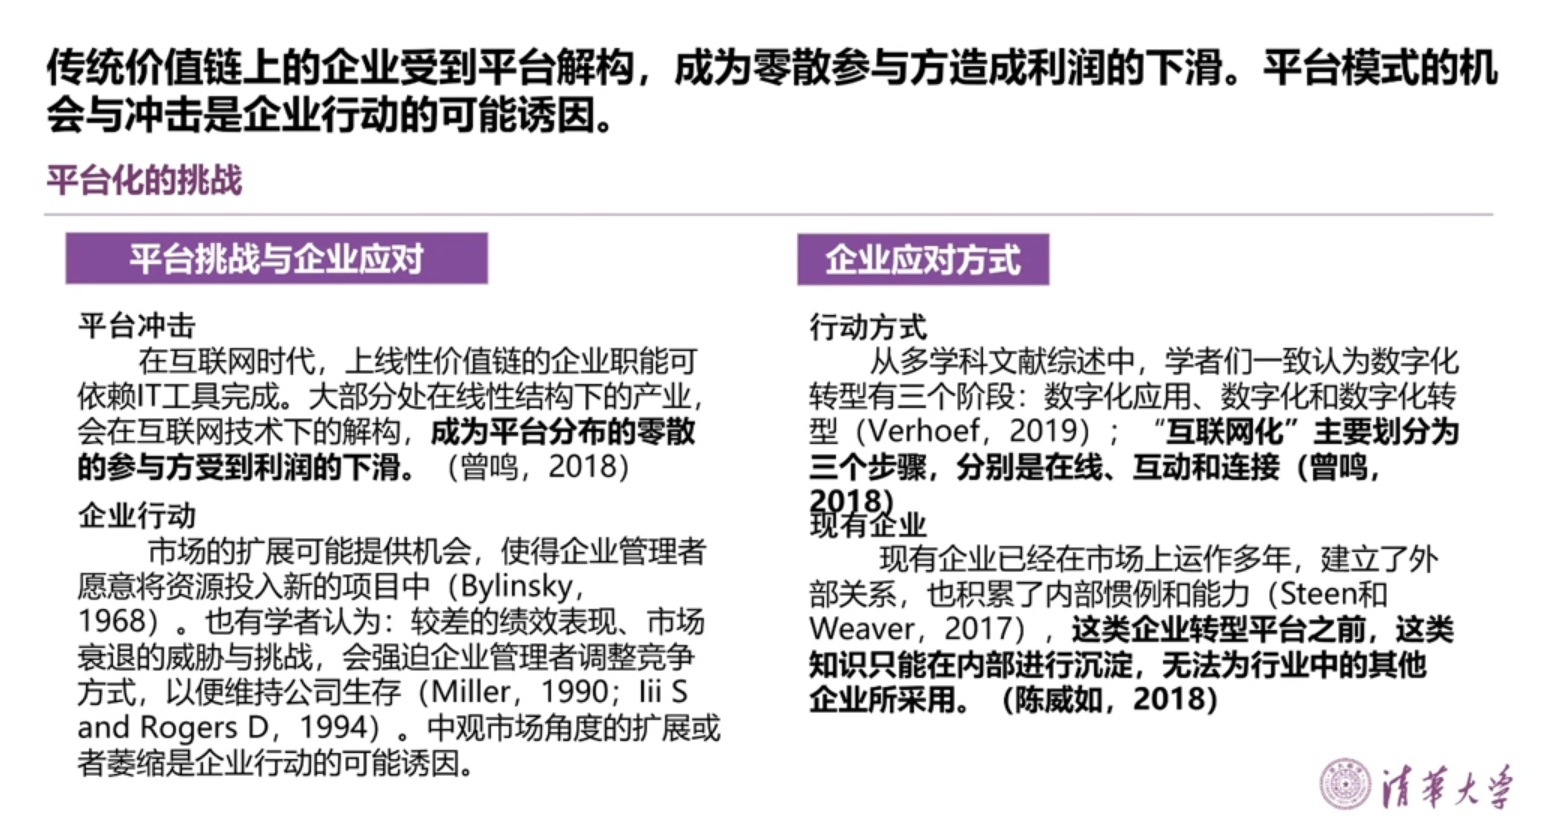 传统价值链上的企业受到平台解构，成为零散参与方造成利润的下滑。平台模式的机
会与冲击是企业行动的可能诱因。
平台化的挑战
平台挑战与企业应对
平台冲击
在互联网时代，上线性价值链的企业职能可
依赖IT工具完成。大部分处在线性结构下的产业，
会在互联网技术下的解构，成为平台分布的零散
的参与方受到利润的下滑。（曾鸣，2018）
企业行动
市场的扩展可能提供机会，使得企业管理者
愿意将资源投入新的项目中（Bylinsky，
1968）。也有学者认为：较差的绩效表现、市场
衰退的威胁与挑战，会强迫企业管理者调整竞争
方式，以便维持公司生存（Miller，1990；Iii S
and Rogers D，1994）。中观市场角度的扩展或
者萎缩是企业行动的可能诱因。
企业应对方式
行动方式
从多学科文献综述中，学者们一致认为数字化
转型有三个阶段：数字化应用、数字化和数字化转
型（Verhoef，2019）；“互联网化”主要划分为
三个步骤，分别是在线、互动和连接（曾鸣，
2018）
现有企业
现有企业已经在市场上运作多年，建立了外
部关系，也积累了内部惯例和能力（Steen和
Weaver，2017），这类企业转型平台之前，这类
知识只能在内部进行沉淀，无法为行业中的其他
企业所采用。（陈威如，2018）
清华大学